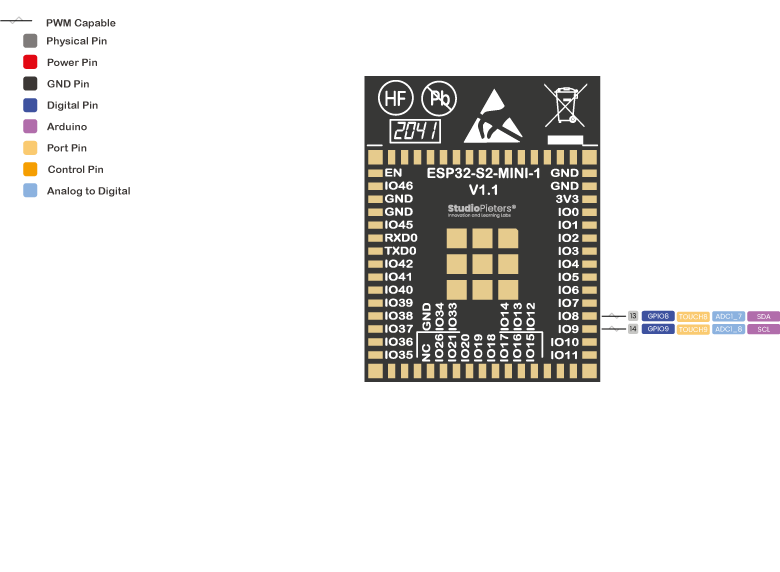 PWM Capable
Physical Pin
Power Pin
GND Pin
Digital Pin
Arduino
Port Pin
Control Pin
Analog to Digital
HF
Pb
2041
ESP32-S2-MINI-1
V1.1
StudioPieters®
Innovation and Learning Labs
EN
IO46
GND
GND
IO45
RXD0
TXD0
IO42
IO41
IO40
IO39
IO38
IO37
IO36
IO35
GND
GND
3V3
IO0
IO1
IO2
IO3
IO4
IO5
IO6
IO7
IO8
IO9
IO10
IO11
GND IO34 IO33 IO14 IO13 IO12
NC IO26 IO21 IO20 IO19 IO18 IO17 IO16 IO15
13 GPIO8 TOUCH8 ADC1_7 SDA
14 GPIO9 TOUCH9 ADC1_8 SCL